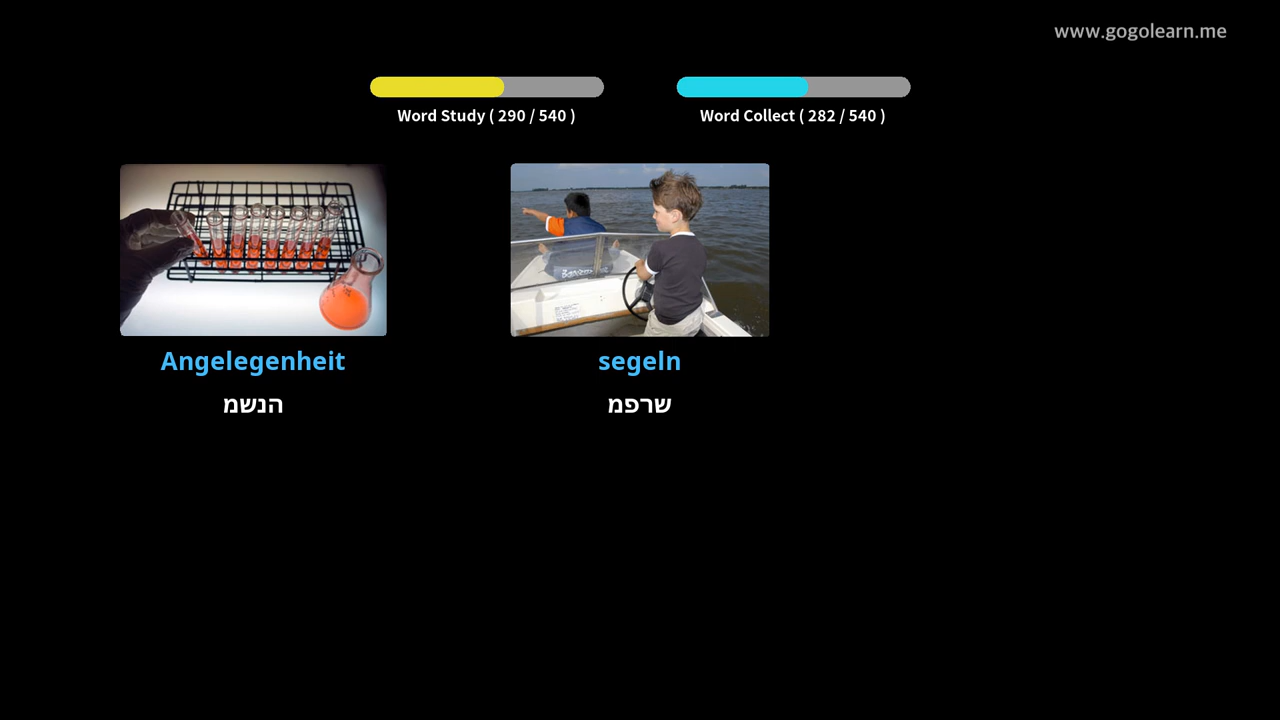 www.gogolearn.me
Word Study ( 290 / 540 )
Word Collect ( 282 / 540 )
Angelegenheit
הנשמ
segeln
שרפמ